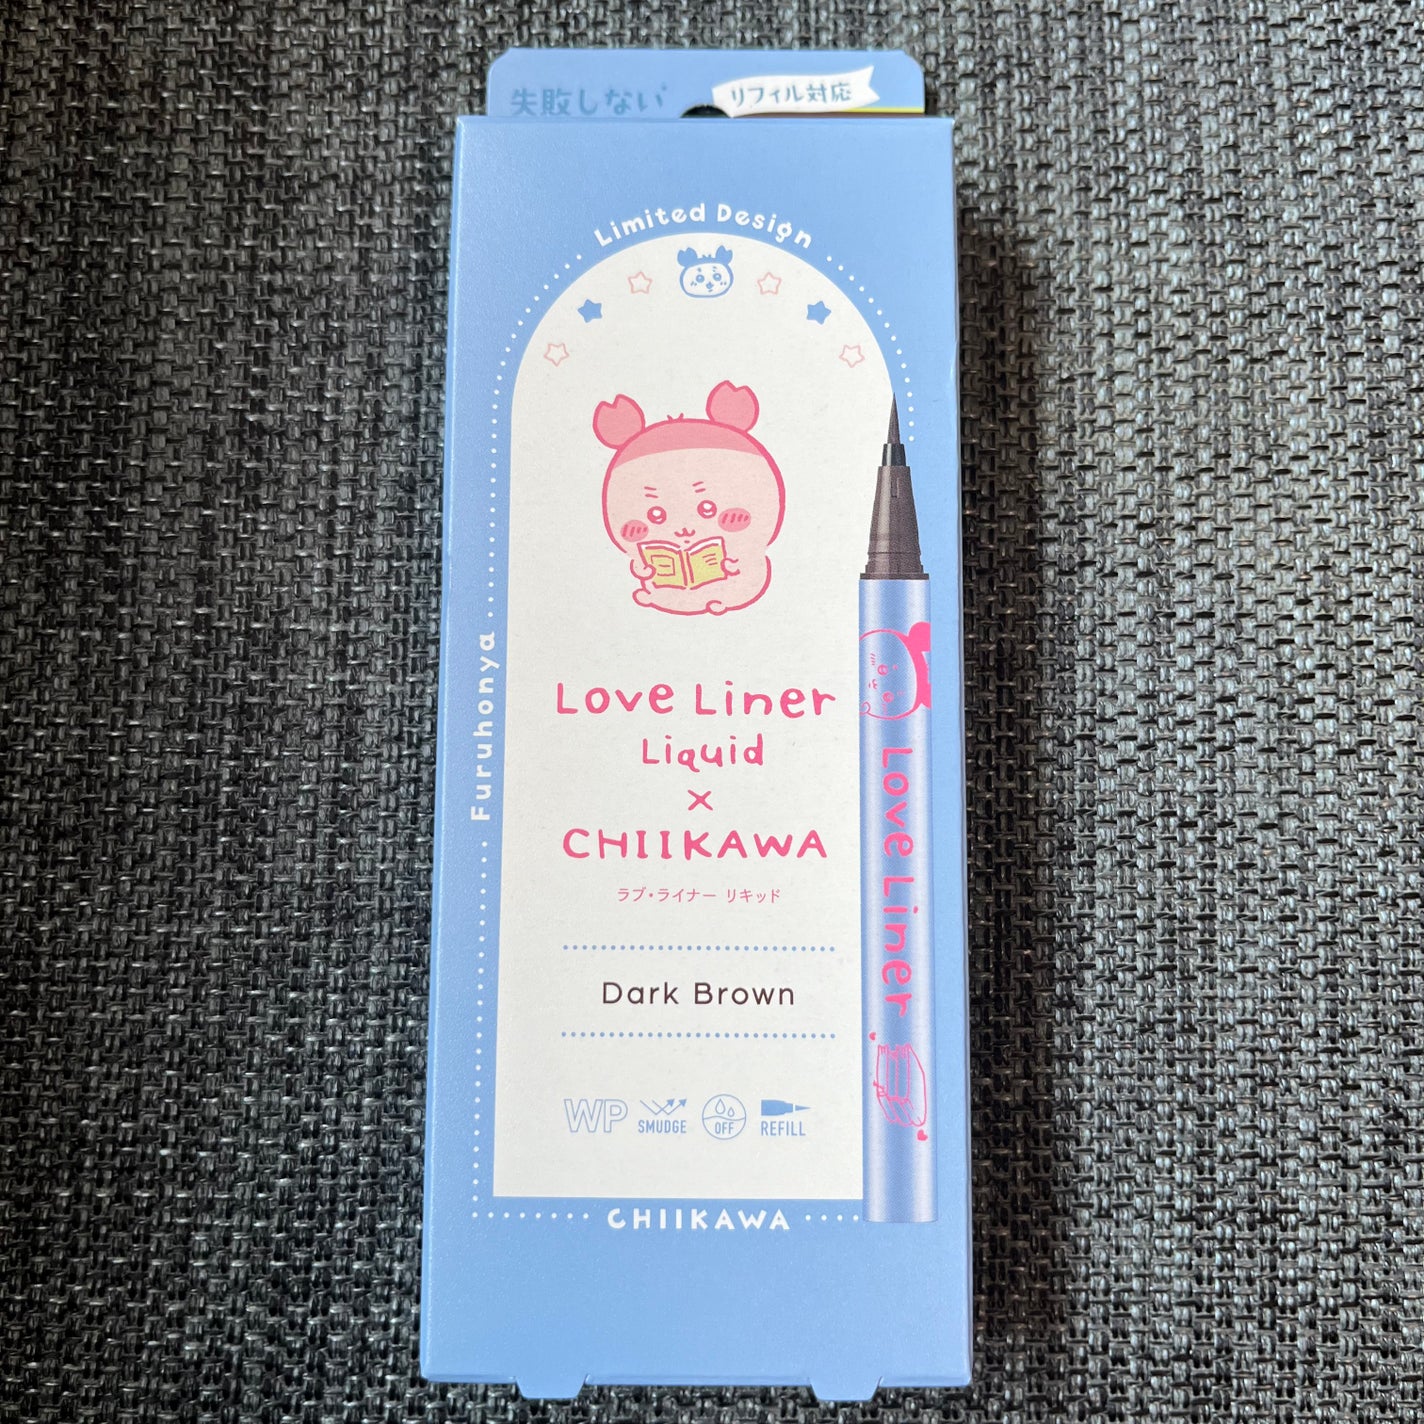 失敗しない
リフィル対応
Limited Design
Furuhonya
Love Liner
Liquid
×
CHIIKAWA
ラブ・ライナー リキッド
Dark Brown
WP
SMUDGE
OFF
REFILL
Love Liner
CHIIKAWA